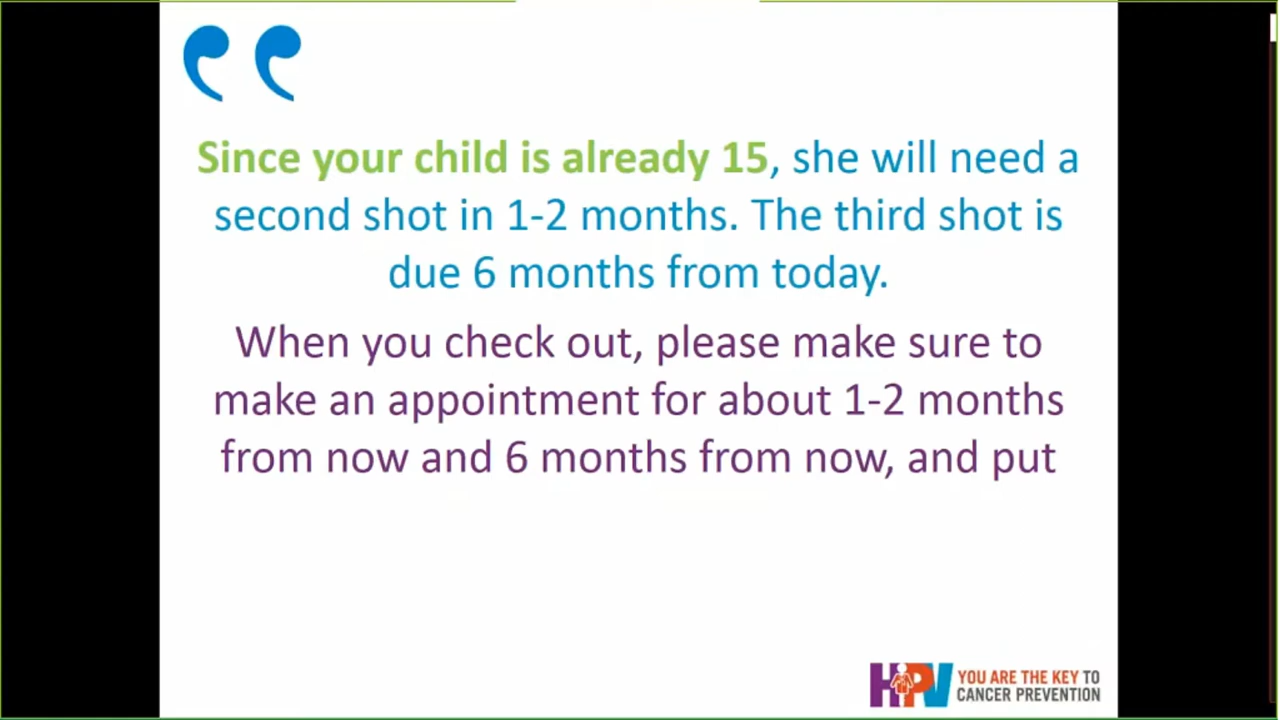 Since your child is already 15, she will need a
second shot in 1-2 months. The third shot is
due 6 months from today.
When you check out, please make sure to
make an appointment for about 1-2 months
from now and 6 months from now, and put
HPV YOU ARE THE KEY TO
CANCER PREVENTION